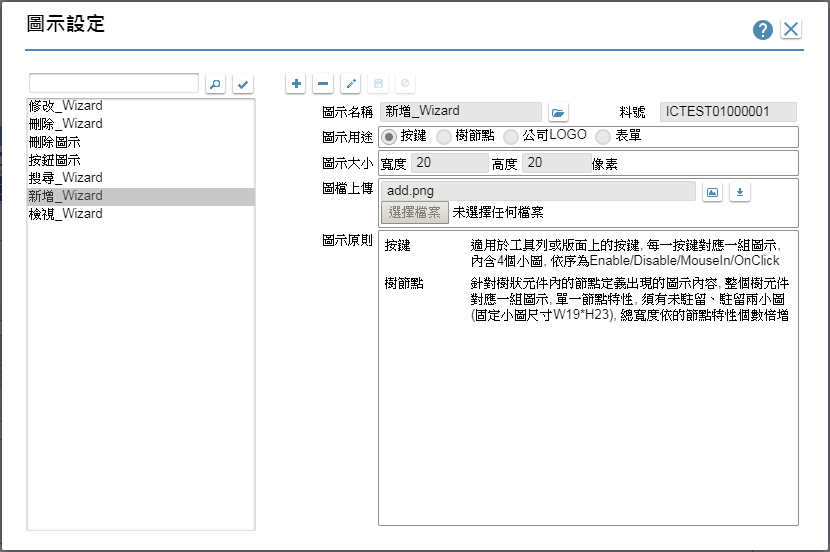 圖示設定
修改_Wizard
刪除_Wizard
刪除圖示
按鈕圖示
搜尋_Wizard
新增_Wizard
檢視_Wizard
圖示名稱 新增_Wizard 料號 ICTEST01000001
圖示用途 按鍵 樹節點 公司LOGO 表單
圖示大小 寬度 20 高度 20 像素
圖檔上傳 add.png
選擇檔案 未選擇任何檔案
圖示原則
按鍵 適用於工具列或版面上的按鍵, 每一按鍵對應一組圖示,
內含4個小圖, 依序為Enable/Disable/MouseIn/OnClick
樹節點 針對樹狀元件內的節點定義出現的圖示內容, 整個樹元件
對應一組圖示, 單一節點特性, 須有未駐留、駐留兩小圖
(固定小圖尺寸W19*H23), 總寬度依的節點特性個數倍增